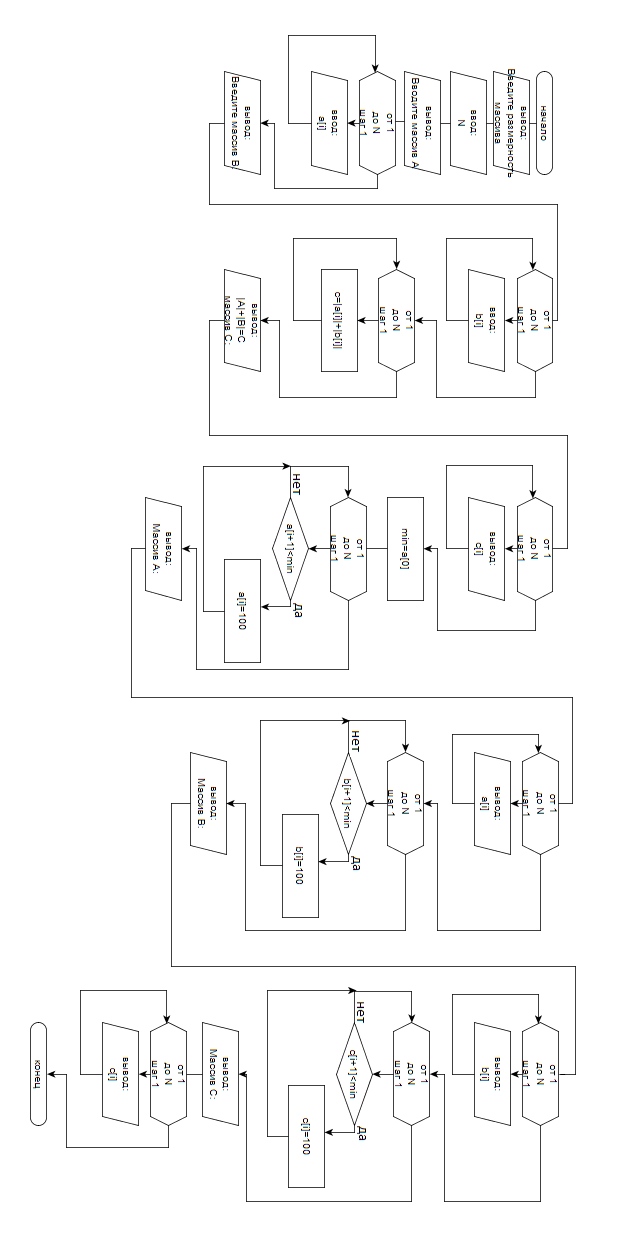 начало
вывод:
Введите размерность
массива
ввод:
N
вывод:
Вводите массив А
от 1
до N
шаг 1
ввод:
a[i]
вывод:
Введите массив В:
от 1
до N
шаг 1
ввод:
b[i]
от 1
до N
шаг 1
c=|a[i]+|b[i]|
вывод:
|A|+|B|=C
массив С:
от 1
до N
шаг 1
вывод:
c[i]
min=a[0]
от 1
до N
шаг 1
нет
a[i+1]<min
да
a[i]=100
вывод:
Массив А:
от 1
до N
шаг 1
вывод:
a[i]
от 1
до N
шаг 1
нет
b[i+1]<min
да
b[i]=100
вывод:
Массив В:
от 1
до N
шаг 1
вывод:
b[i]
от 1
до N
шаг 1
нет
c[i+1]<min
да
c[i]=100
вывод:
Массив С:
от 1
до N
шаг 1
вывод:
c[i]
конец